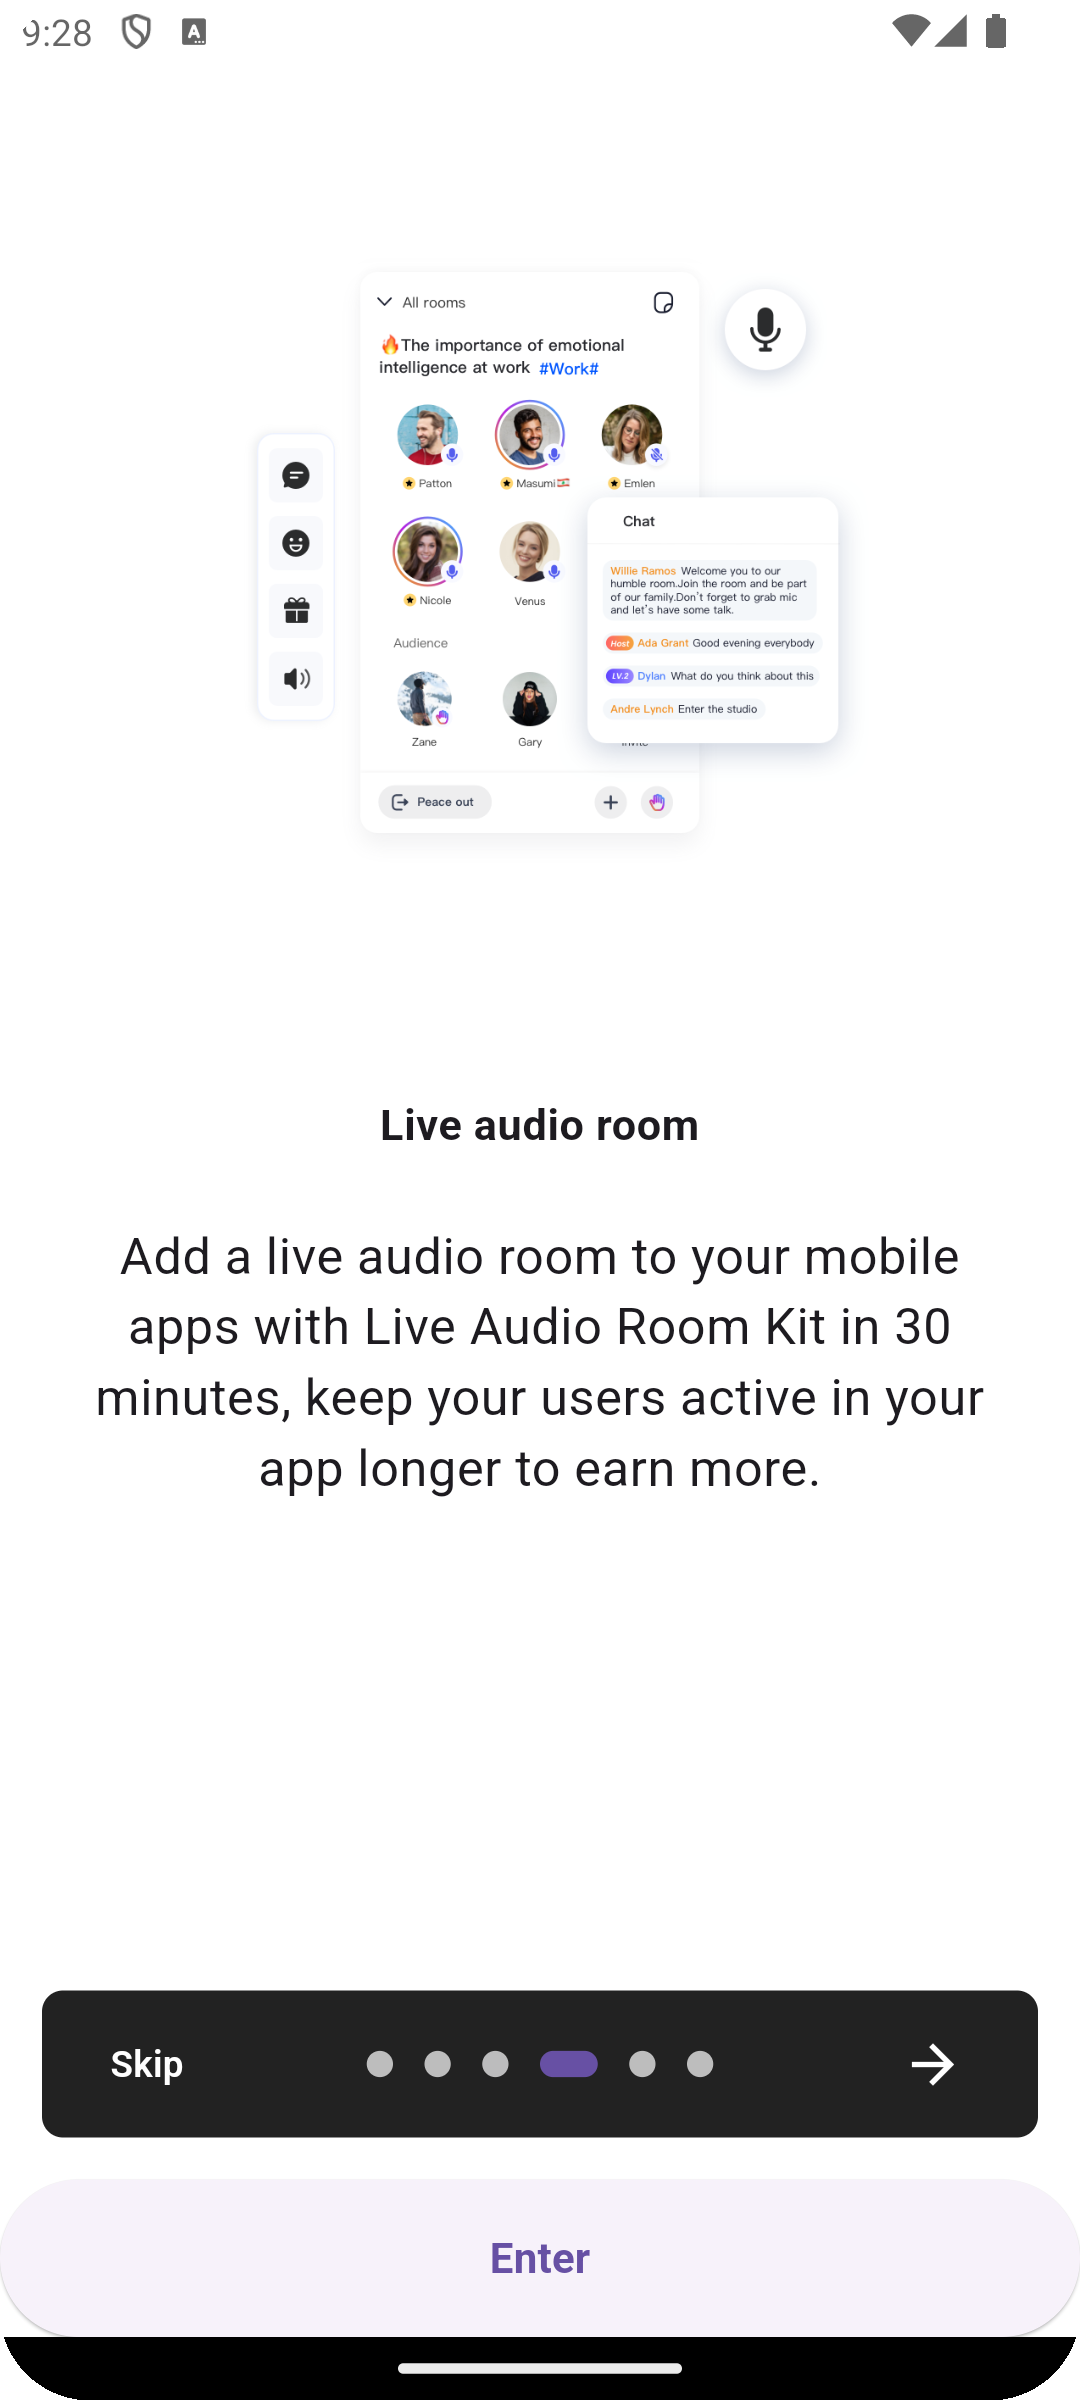 9:28
All rooms
🔥The importance of emotional
intelligence at work #Work#
Patton
Masumi🇱🇧
Emlen
Nicole
Venus
Audience
Zane
Gary
Chat
Willie Ramos Welcome you to our
humble room.Join the room and be part
of our family.Don't forget to grab mic
and let's have some talk.
Host Ada Grant Good evening everybody
LV.2 Dylan What do you think about this
Andre Lynch Enter the studio
Invite
Peace out
Live audio room
Add a live audio room to your mobile
apps with Live Audio Room Kit in 30
minutes, keep your users active in your
app longer to earn more.
Skip
Enter